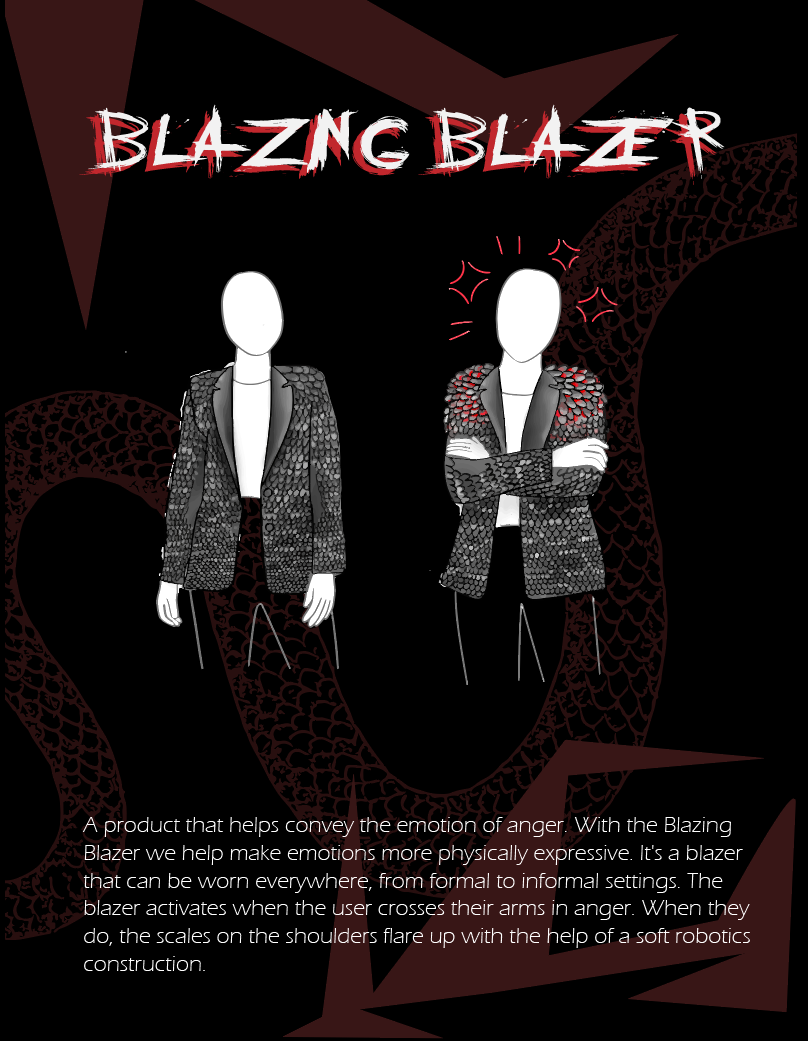 BLAZNG BLAZER
A product that helps convey the emotion of anger. With the Blazing
Blazer we help make emotions more physically expressive. It's a blazer
that can be worn everywhere, from formal to informal settings. The
blazer activates when the user crosses their arms in anger. When they
do, the scales on the shoulders flare up with the help of a soft robotics
construction.